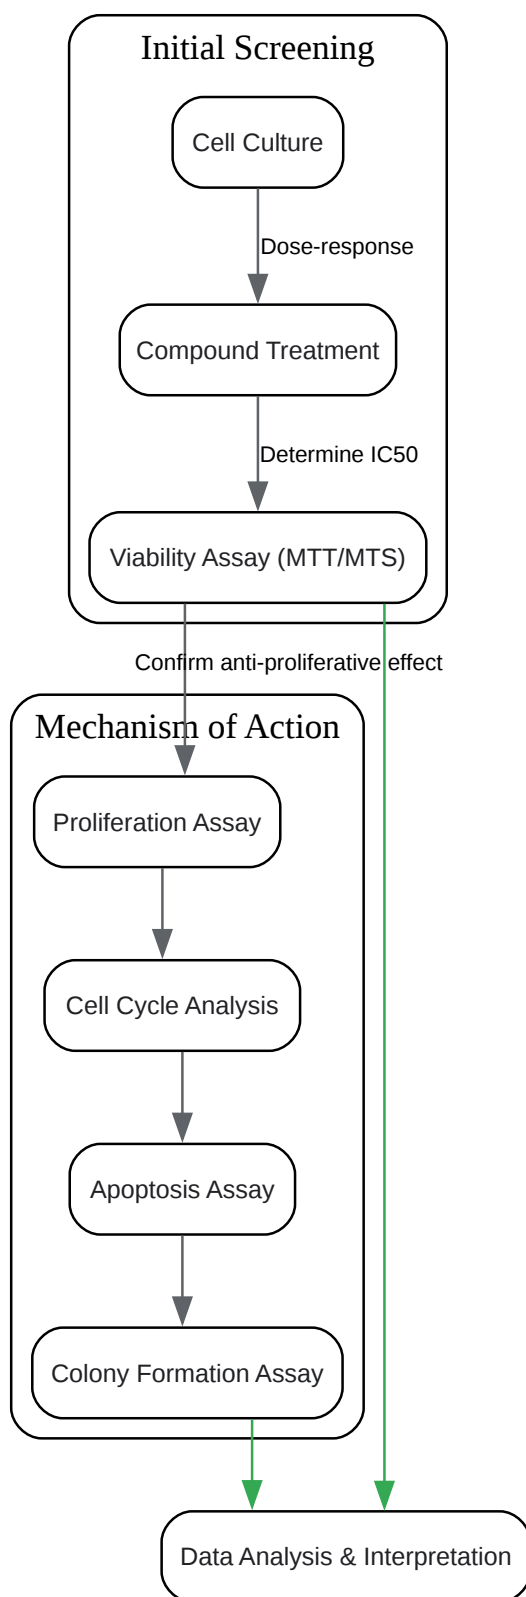 Initial Screening
Cell Culture
Dose-response
Compound Treatment
Determine IC50
Viability Assay (MTT/MTS)
Confirm anti-proliferative effect
Mechanism of Action
Proliferation Assay
Cell Cycle Analysis
Apoptosis Assay
Colony Formation Assay
Data Analysis & Interpretation